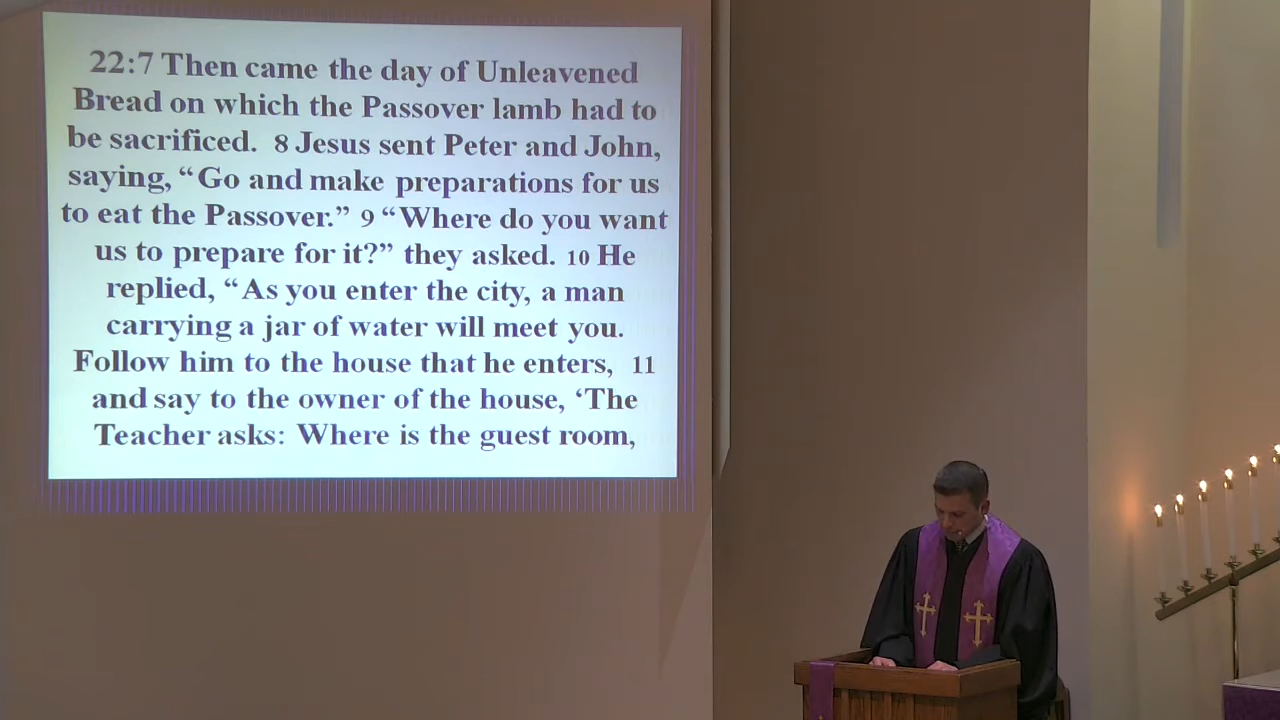 22:7 Then came the day of Unleavened
Bread on which the Passover lamb had to
be sacrificed. 8 Jesus sent Peter and John,
saying, “Go and make preparations for us
to eat the Passover.” 9 “Where do you want
us to prepare for it?” they asked. 10 He
replied, “As you enter the city, a man
carrying a jar of water will meet you.
Follow him to the house that he enters, 11
and say to the owner of the house, ‘The
Teacher asks: Where is the guest room,